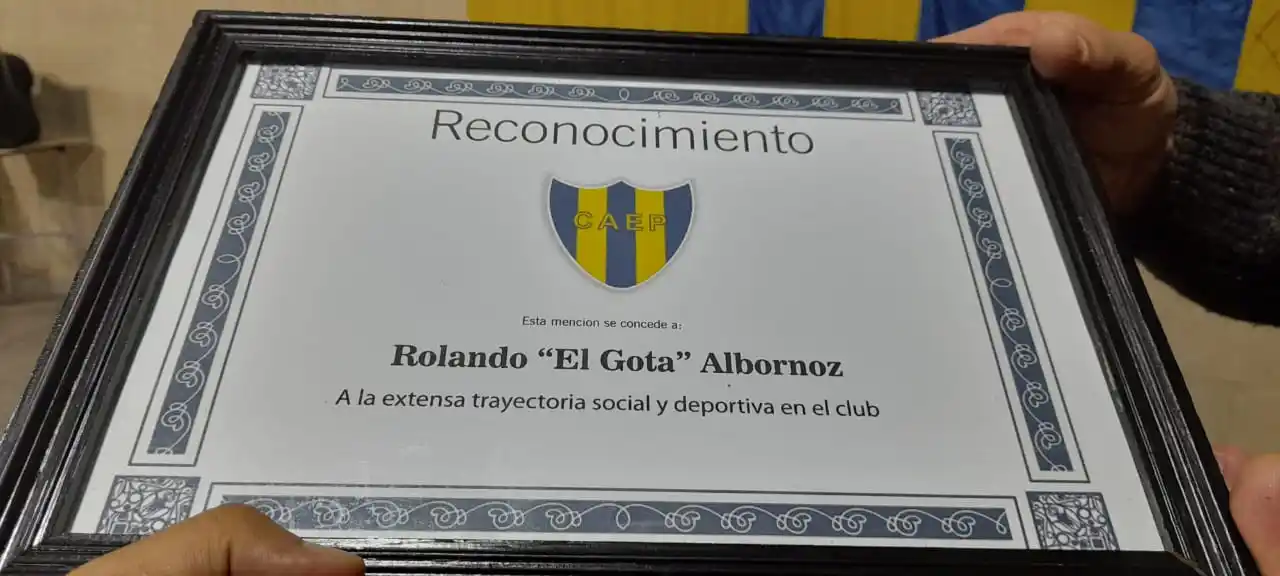 Reconocimiento
CAEP
Esta mencion se concede a:
Rolando “El Gota” Albornoz
A la extensa trayectoria social y deportiva en el club